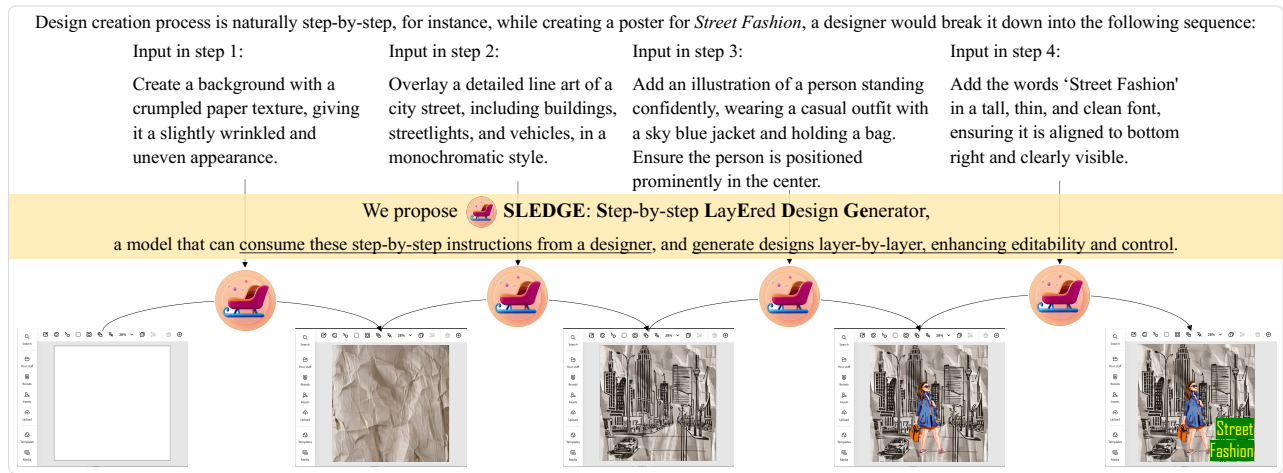 Design creation process is naturally step-by-step, for instance, while creating a poster for Street Fashion, a designer would break it down into the following sequence:
Input in step 1:
Create a background with a
crumpled paper texture, giving
it a slightly wrinkled and
uneven appearance.
Input in step 2:
Overlay a detailed line art of a
city street, including buildings,
streetlights, and vehicles, in a
monochromatic style.
Input in step 3:
Add an illustration of a person standing
confidently, wearing a casual outfit with
a sky blue jacket and holding a bag.
Ensure the person is positioned
prominently in the center.
Input in step 4:
Add the words ‘Street Fashion'
in a tall, thin, and clean font,
ensuring it is aligned to bottom
right and clearly visible.
We propose SLEDGE: Step-by-step LayEred Design Generator,
a model that can consume these step-by-step instructions from a designer, and generate designs layer-by-layer, enhancing editability and control.
Street
Fashion